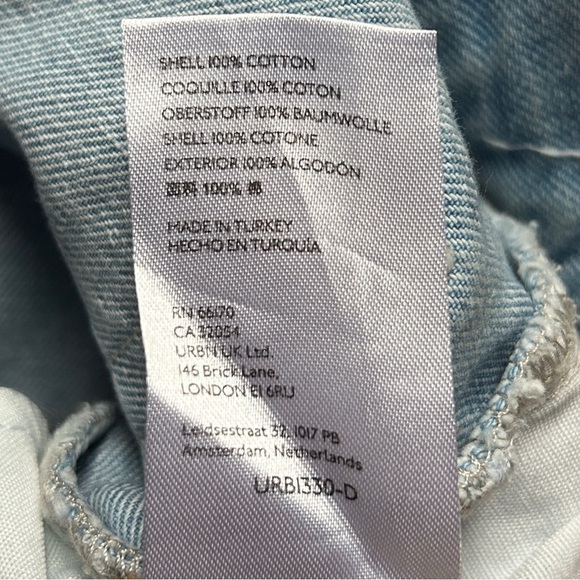 SHELL 100% COTTON
COQUILLE 100% COTON
OBERSTOFF 100% BAUMWOLLE
SHELL 100% COTONE
EXTERIOR 100% ALGODÓN
面料 100% 棉
MADE IN TURKEY
HECHO EN TURQUÍA
RN 66170
CA 32054
URBN UK Ltd.
146 Brick Lane,
LONDON E1 6RU
Leidsestraat 32, 1017 PB
Amsterdam, Netherlands
URB1330-D